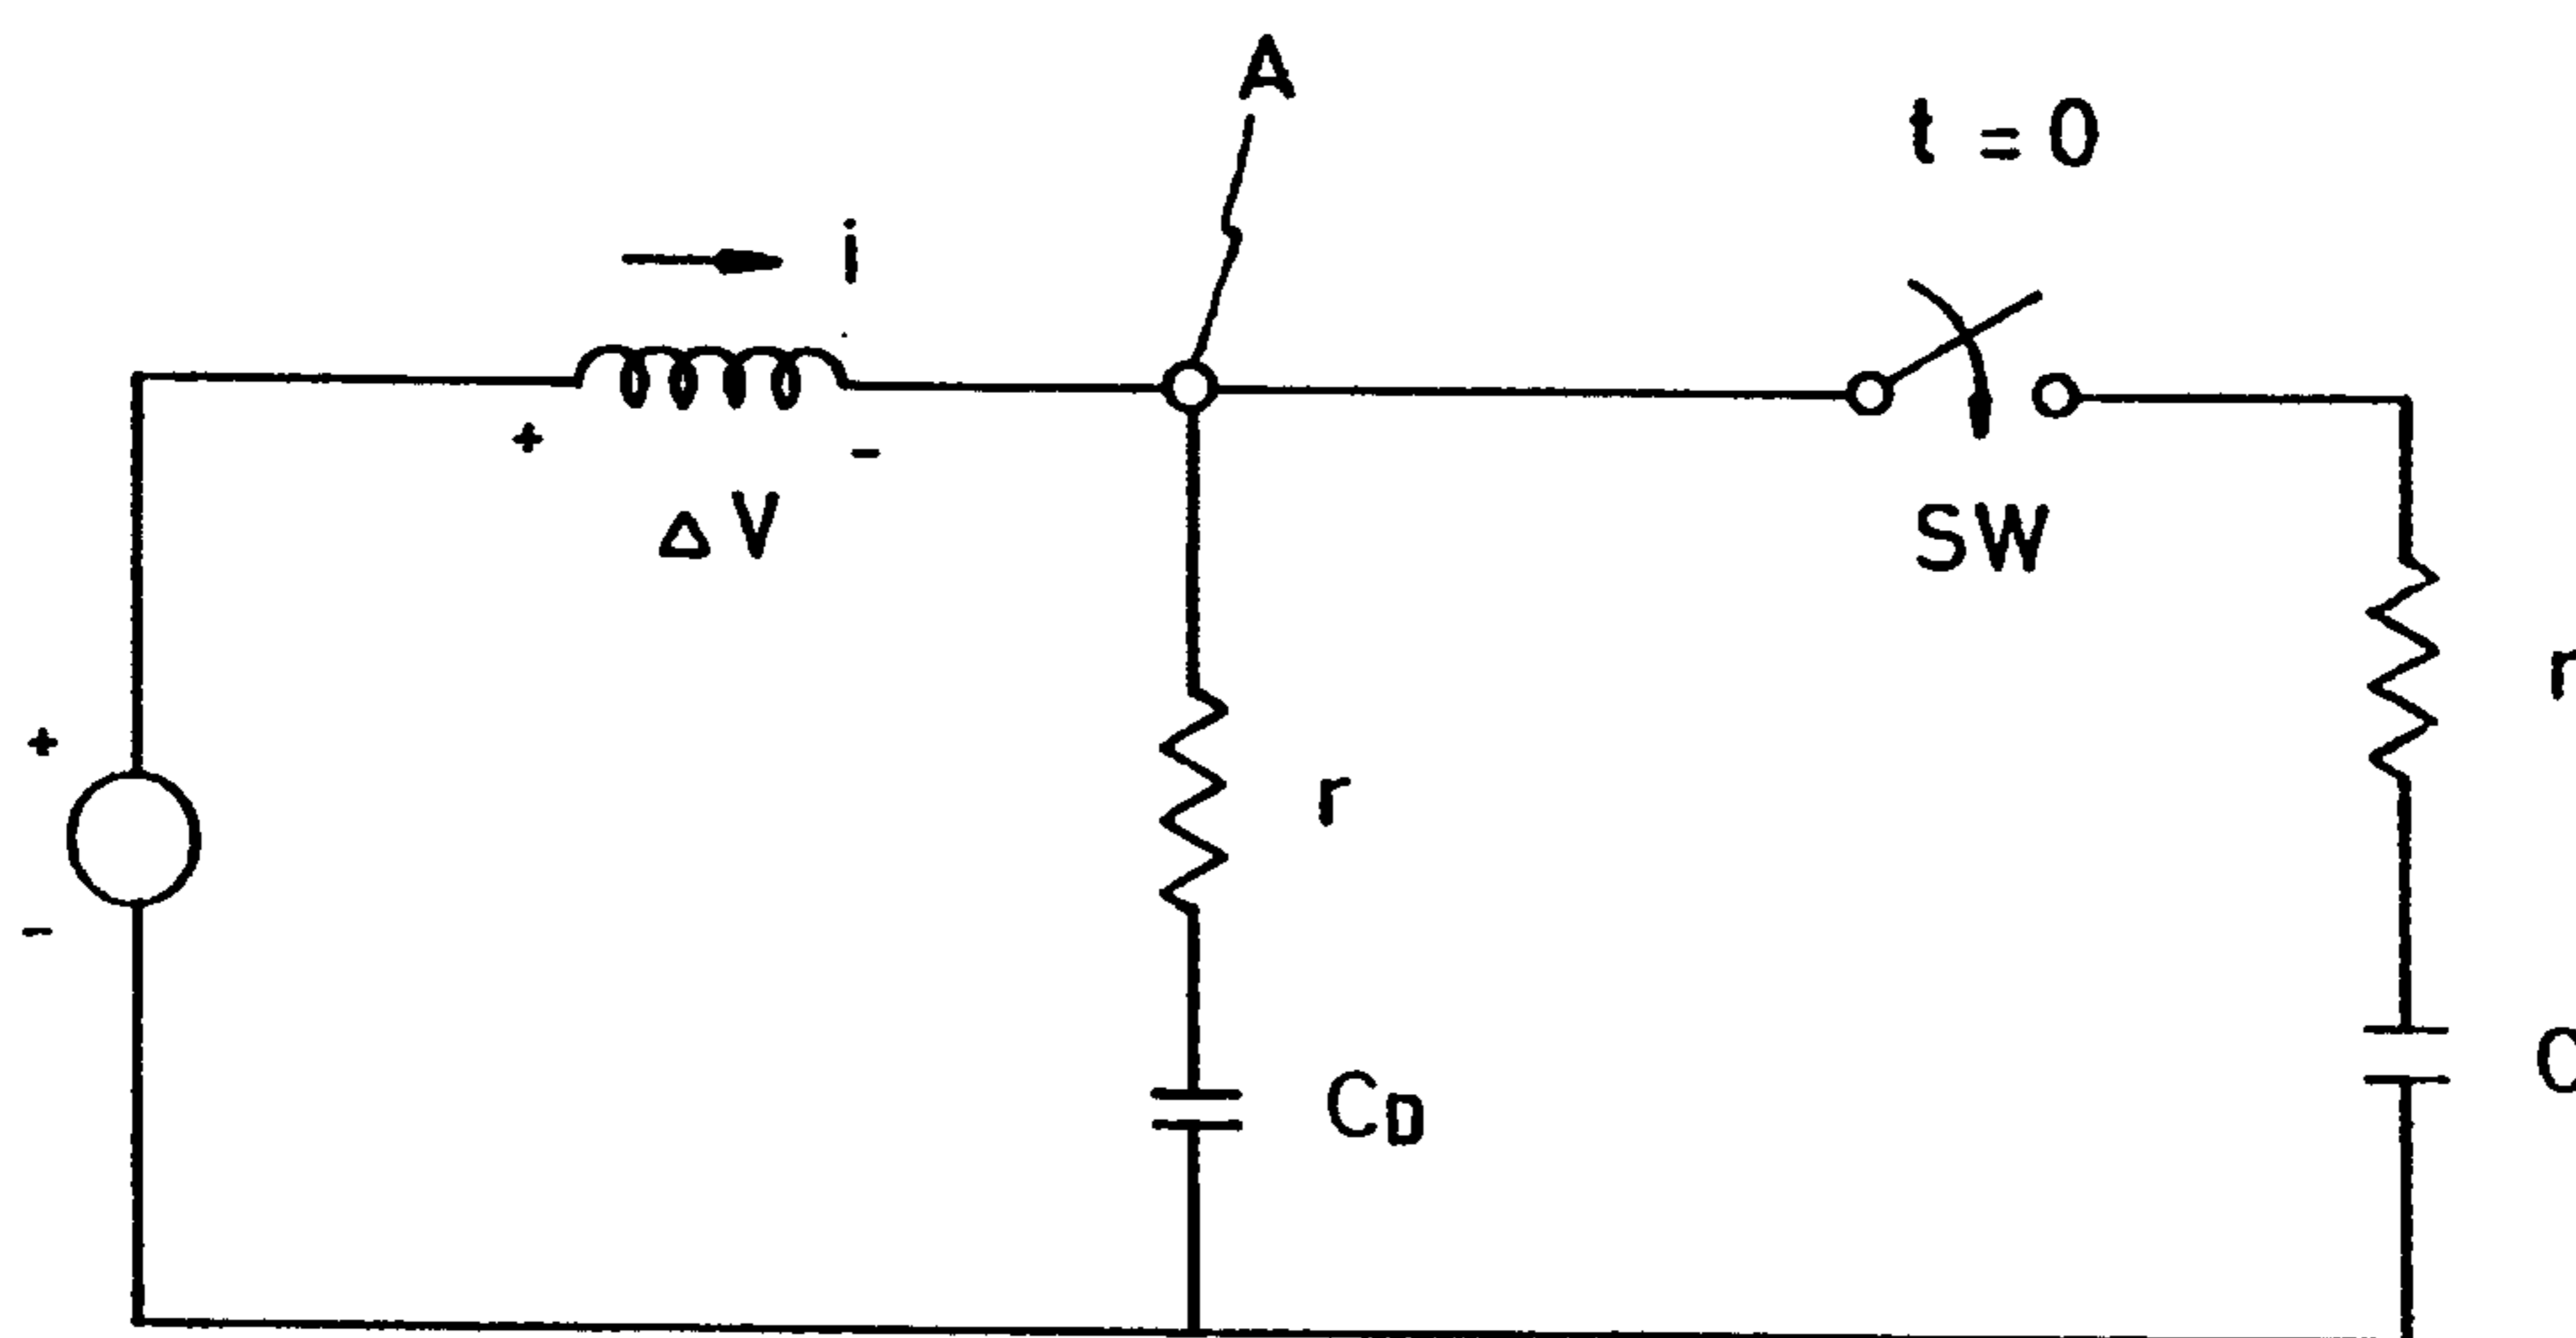 A
t = 0
i
+ -
ΔV
SW
r
+
r
-
C_D